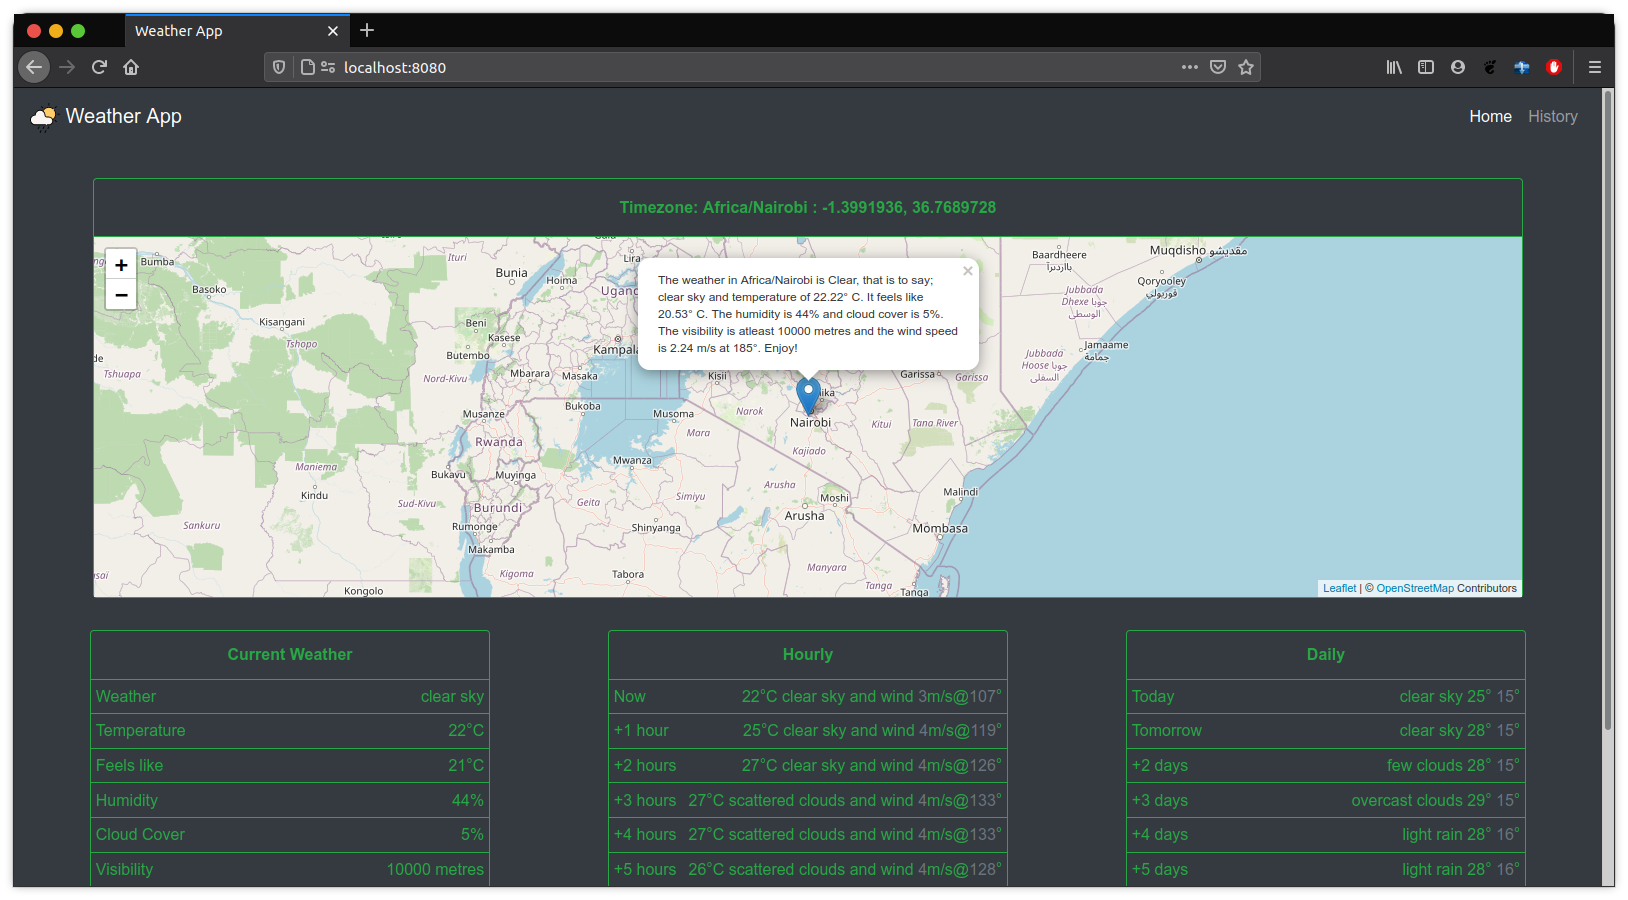 Weather App
localhost:8080
Weather App
Home
History
Timezone: Africa/Nairobi : -1.3991936, 36.7689728
+
−
The weather in Africa/Nairobi is Clear, that is to say;
clear sky and temperature of 22.22° C. It feels like
20.53° C. The humidity is 44% and cloud cover is 5%.
The visibility is atleast 10000 metres and the wind speed
is 2.24 m/s at 185°. Enjoy!
×
Bumba
Ituri
Bunia
Lira
Baardheere
بااردىرآ
Muqdisho مقديشو
Basoko
Hoima
Ugan
Qoryooley
قوريولي
Jubbada
Dhexe جوبا
الوسطى
Kisangani
Beni
Kasese
Tshopo
Butembo
Kampala
Jamaame
جمامة
Jubbada
Hoose جوبا
السفلى
de
Tshuapa
Nord-Kivu
Mbarara
Masaka
Kisii
Garissa
Garissa
ika
Musanze
Bukoba
Musoma
Narok
Nairobi
Kitui
Tana River
Rwanda
Mara
Kajiado
Maniema
Bukavu
Muyinga
Mwanza
Kindu
Sud-Kivu
Burundi
Geita
Simiyu
Arusha
Moshi
Malindi
Sankuru
Rumonge
Shinyanga
Arusha
Mombasa
Makamba
Kigoma
Tabora
Manyara
Tanga
Tanga
Kongolo
sai
Leaflet | © OpenStreetMap Contributors
Current Weather
Weather clear sky
Temperature 22°C
Feels like 21°C
Humidity 44%
Cloud Cover 5%
Visibility 10000 metres
Hourly
Now 22°C clear sky and wind 3m/s@107°
+1 hour 25°C clear sky and wind 4m/s@119°
+2 hours 27°C clear sky and wind 4m/s@126°
+3 hours 27°C scattered clouds and wind 4m/s@133°
+4 hours 27°C scattered clouds and wind 4m/s@133°
+5 hours 26°C scattered clouds and wind 4m/s@128°
Daily
Today clear sky 25° 15°
Tomorrow clear sky 28° 15°
+2 days few clouds 28° 15°
+3 days overcast clouds 29° 15°
+4 days light rain 28° 16°
+5 days light rain 28° 16°